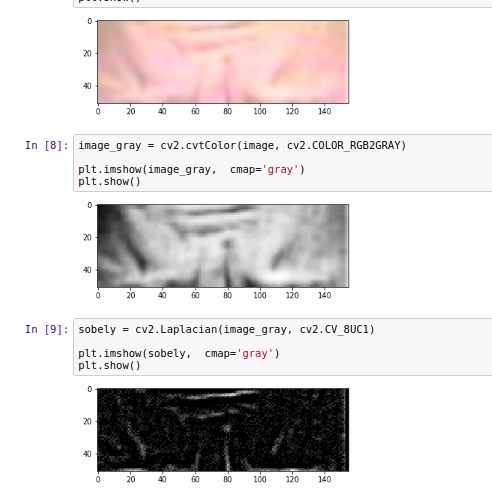 plt.show()
0
20
40
0 20 40 60 80 100 120 140
In [8]: image_gray = cv2.cvtColor(image, cv2.COLOR_RGB2GRAY)
plt.imshow(image_gray,  cmap='gray')
plt.show()
0
20
40
0 20 40 60 80 100 120 140
In [9]: sobely = cv2.Laplacian(image_gray, cv2.CV_8UC1)
plt.imshow(sobely,  cmap='gray')
plt.show()
0
20
40
0 20 40 60 80 100 120 140